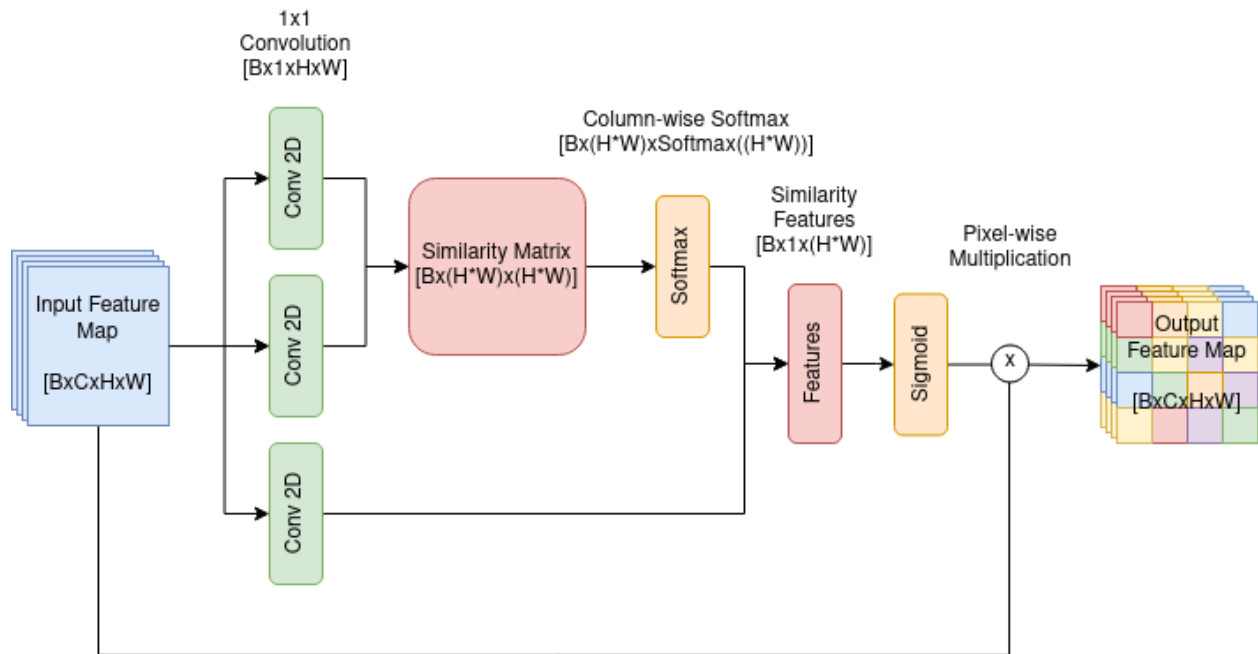 1x1
Convolution
[Bx1xHxW]
Conv 2D
Conv 2D
Conv 2D
Input Feature
Map
[BxCxHxW]
Similarity Matrix
[Bx(H*W)x(H*W)]
Column-wise Softmax
[Bx(H*W)xSoftmax((H*W))]
Softmax
Similarity
Features
[Bx1x(H*W)]
Features
Sigmoid
Pixel-wise
Multiplication
X
Output
Feature Map
[BxCxHxW]